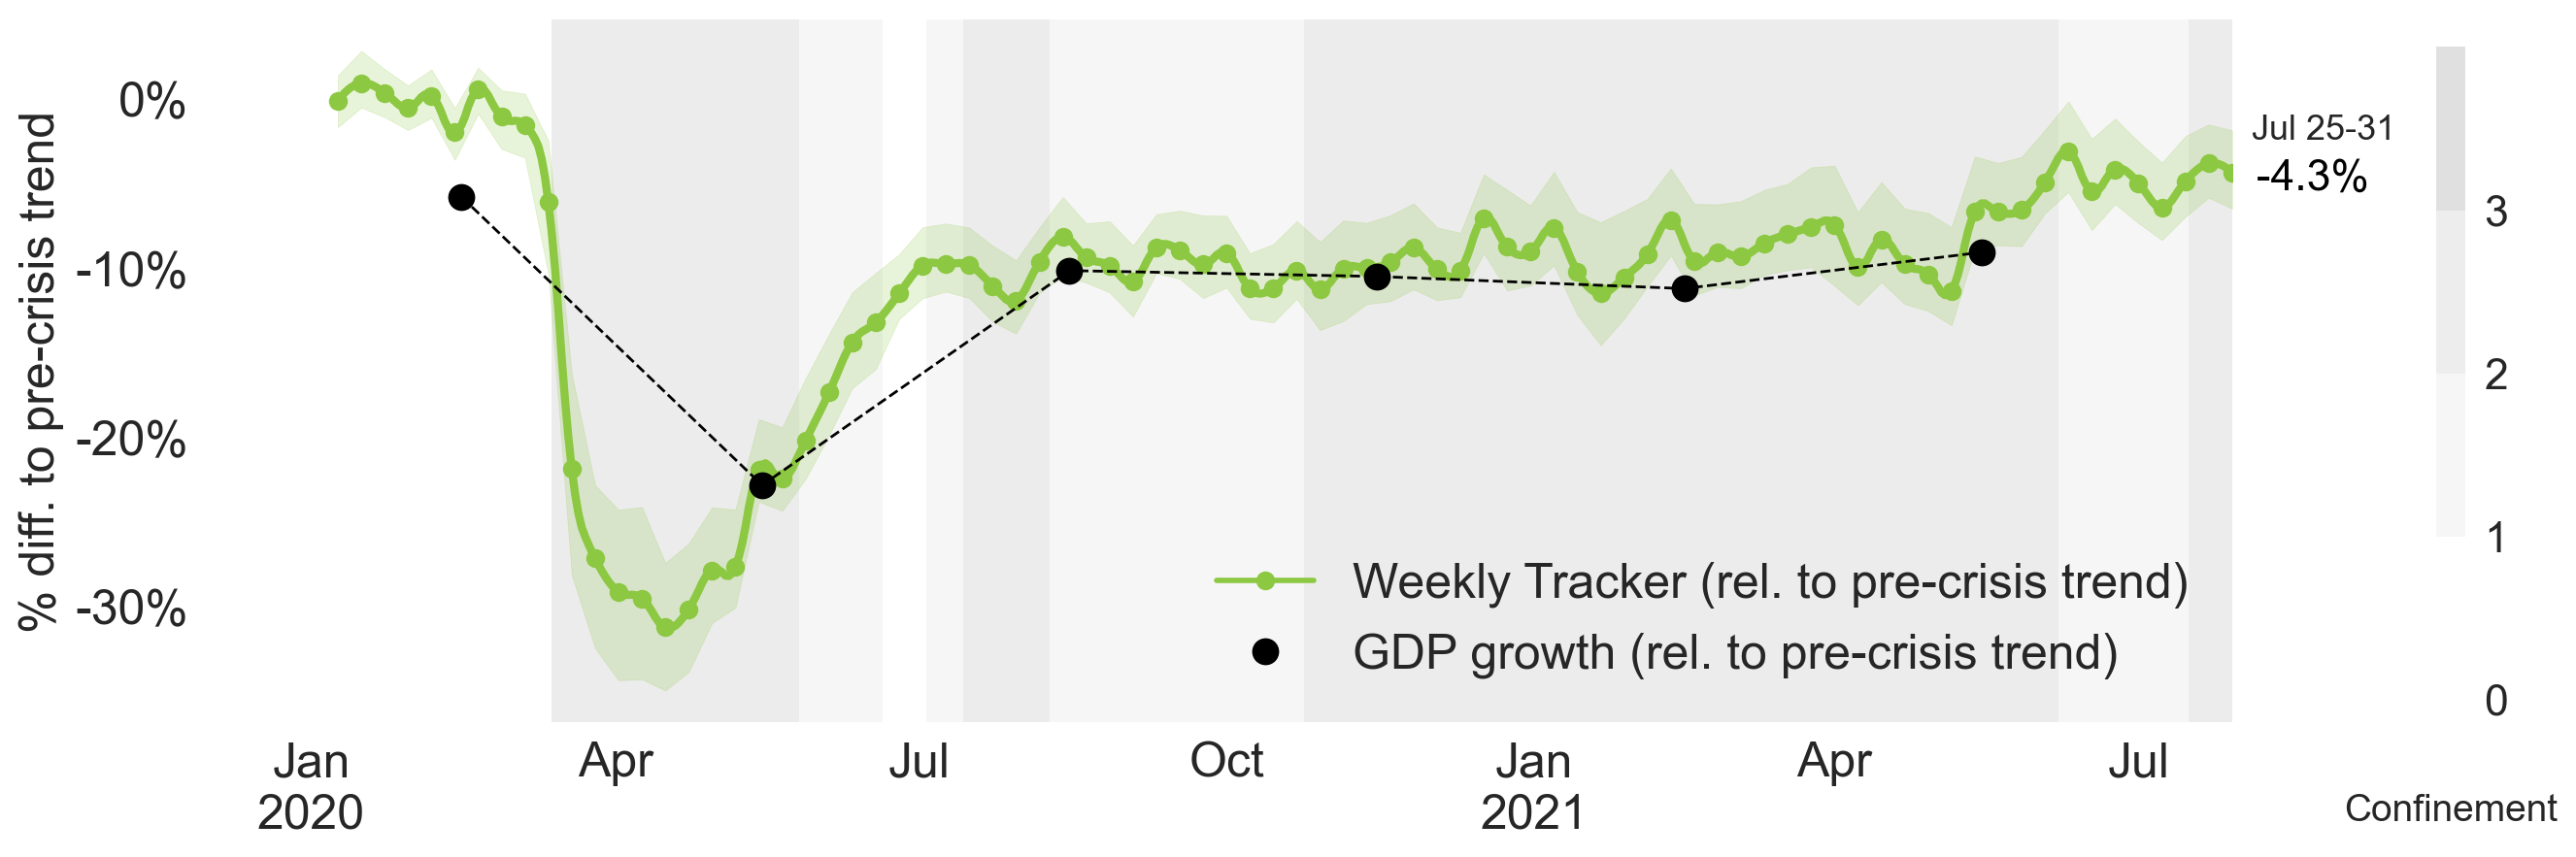 % diff. to pre-crisis trend
0%
-10%
-20%
-30%
Jul 25-31
-4.3%
Weekly Tracker (rel. to pre-crisis trend)
GDP growth (rel. to pre-crisis trend)
Jan
2020
Apr
Jul
Oct
Jan
2021
Apr
Jul
3
2
1
0
Confinement